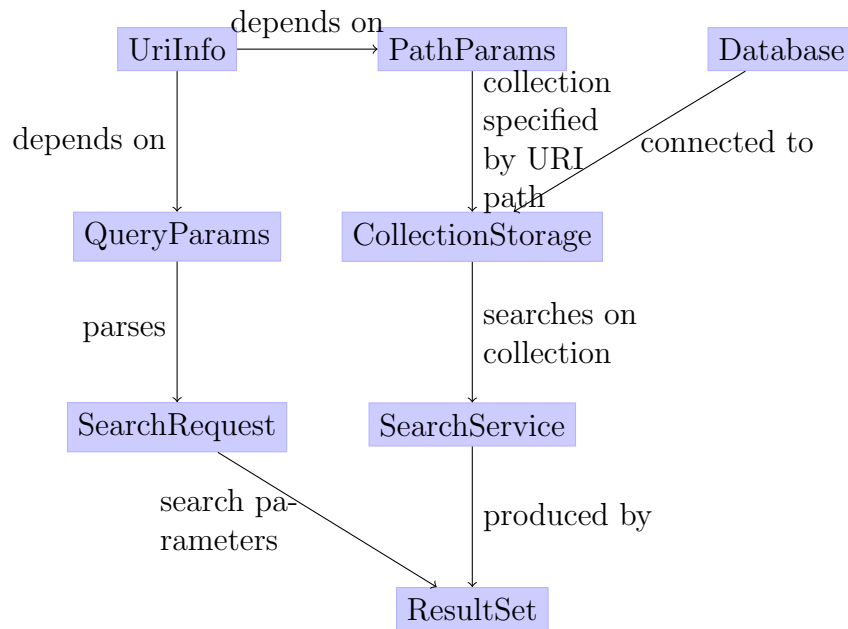 depends on
UriInfo
PathParams
Database
collection
specified
by URI
path
depends on
connected to
QueryParams
CollectionStorage
parses
searches on
collection
SearchRequest
SearchService
search pa-
rameters
produced by
ResultSet